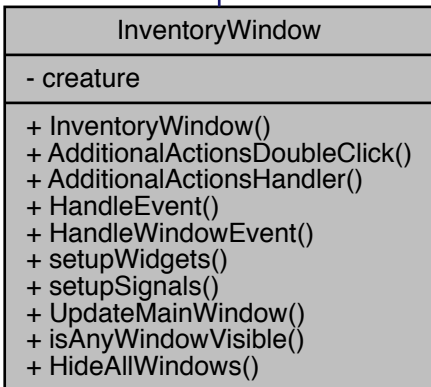 InventoryWindow
- creature
+ InventoryWindow()
+ AdditionalActionsDoubleClick()
+ AdditionalActionsHandler()
+ HandleEvent()
+ HandleWindowEvent()
+ setupWidgets()
+ setupSignals()
+ UpdateMainWindow()
+ isAnyWindowVisible()
+ HideAllWindows()